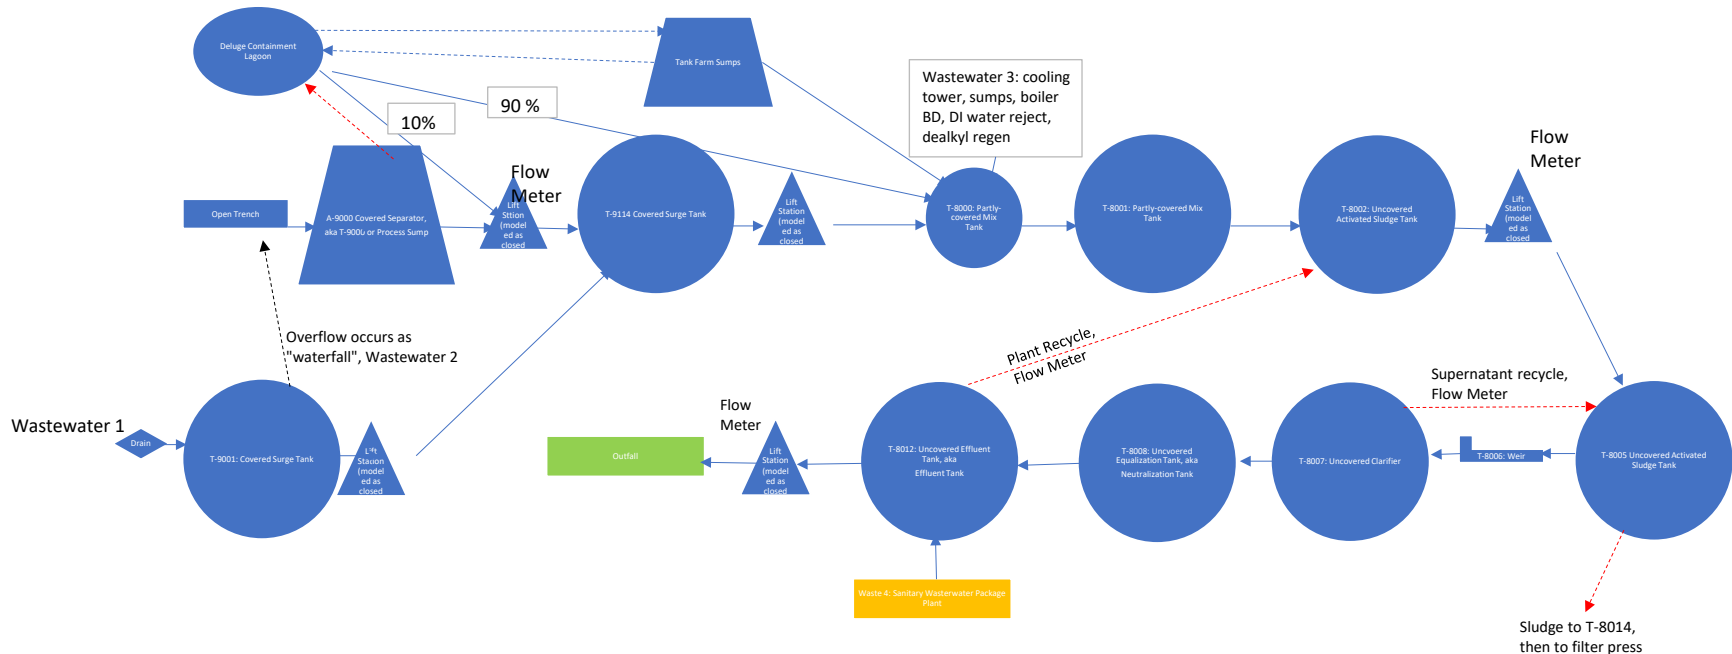 Deluge Containment
Lagoon
Tank Farm Sumps
Wastewater 3: cooling
tower, sumps, boiler
BD, DI water reject,
dealkyl regen
90 %
10%
Flow
Meter
Flow
Meter
Open Trench
A-9000 Covered Separator,
aka T-9000 or Process Sump
Lift
Sttion
(model
ed as
closed
T-9114 Covered Surge Tank
Lift
Station
(model
ed as
closed
T-8000: Partly-
covered Mix
Tank
T-8001: Partly-covered Mix
Tank
T-8002: Uncovered
Activated Sludge Tank
Lift
Station
(model
ed as
closed
Overflow occurs as
"waterfall", Wastewater 2
Plant Recycle,
Flow Meter
Supernatant recycle,
Flow Meter
Wastewater 1
Drain
T-9001: Covered Surge Tank
Lift
Station
(model
ed as
closed
Flow
Meter
Outfall
Lift
Station
(model
ed as
closed
T-8012: Uncovered Effluent
Tank, aka
Effluent Tank
T-8008: Uncvovered
Equalization Tank, aka
Neutralization Tank
T-8007: Uncovered Clarifier
T-8006: Weir
T-8005 Uncovered Activated
Sludge Tank
Waste 4: Sanitary Wasterwater Package
Plant
Sludge to T-8014,
then to filter press